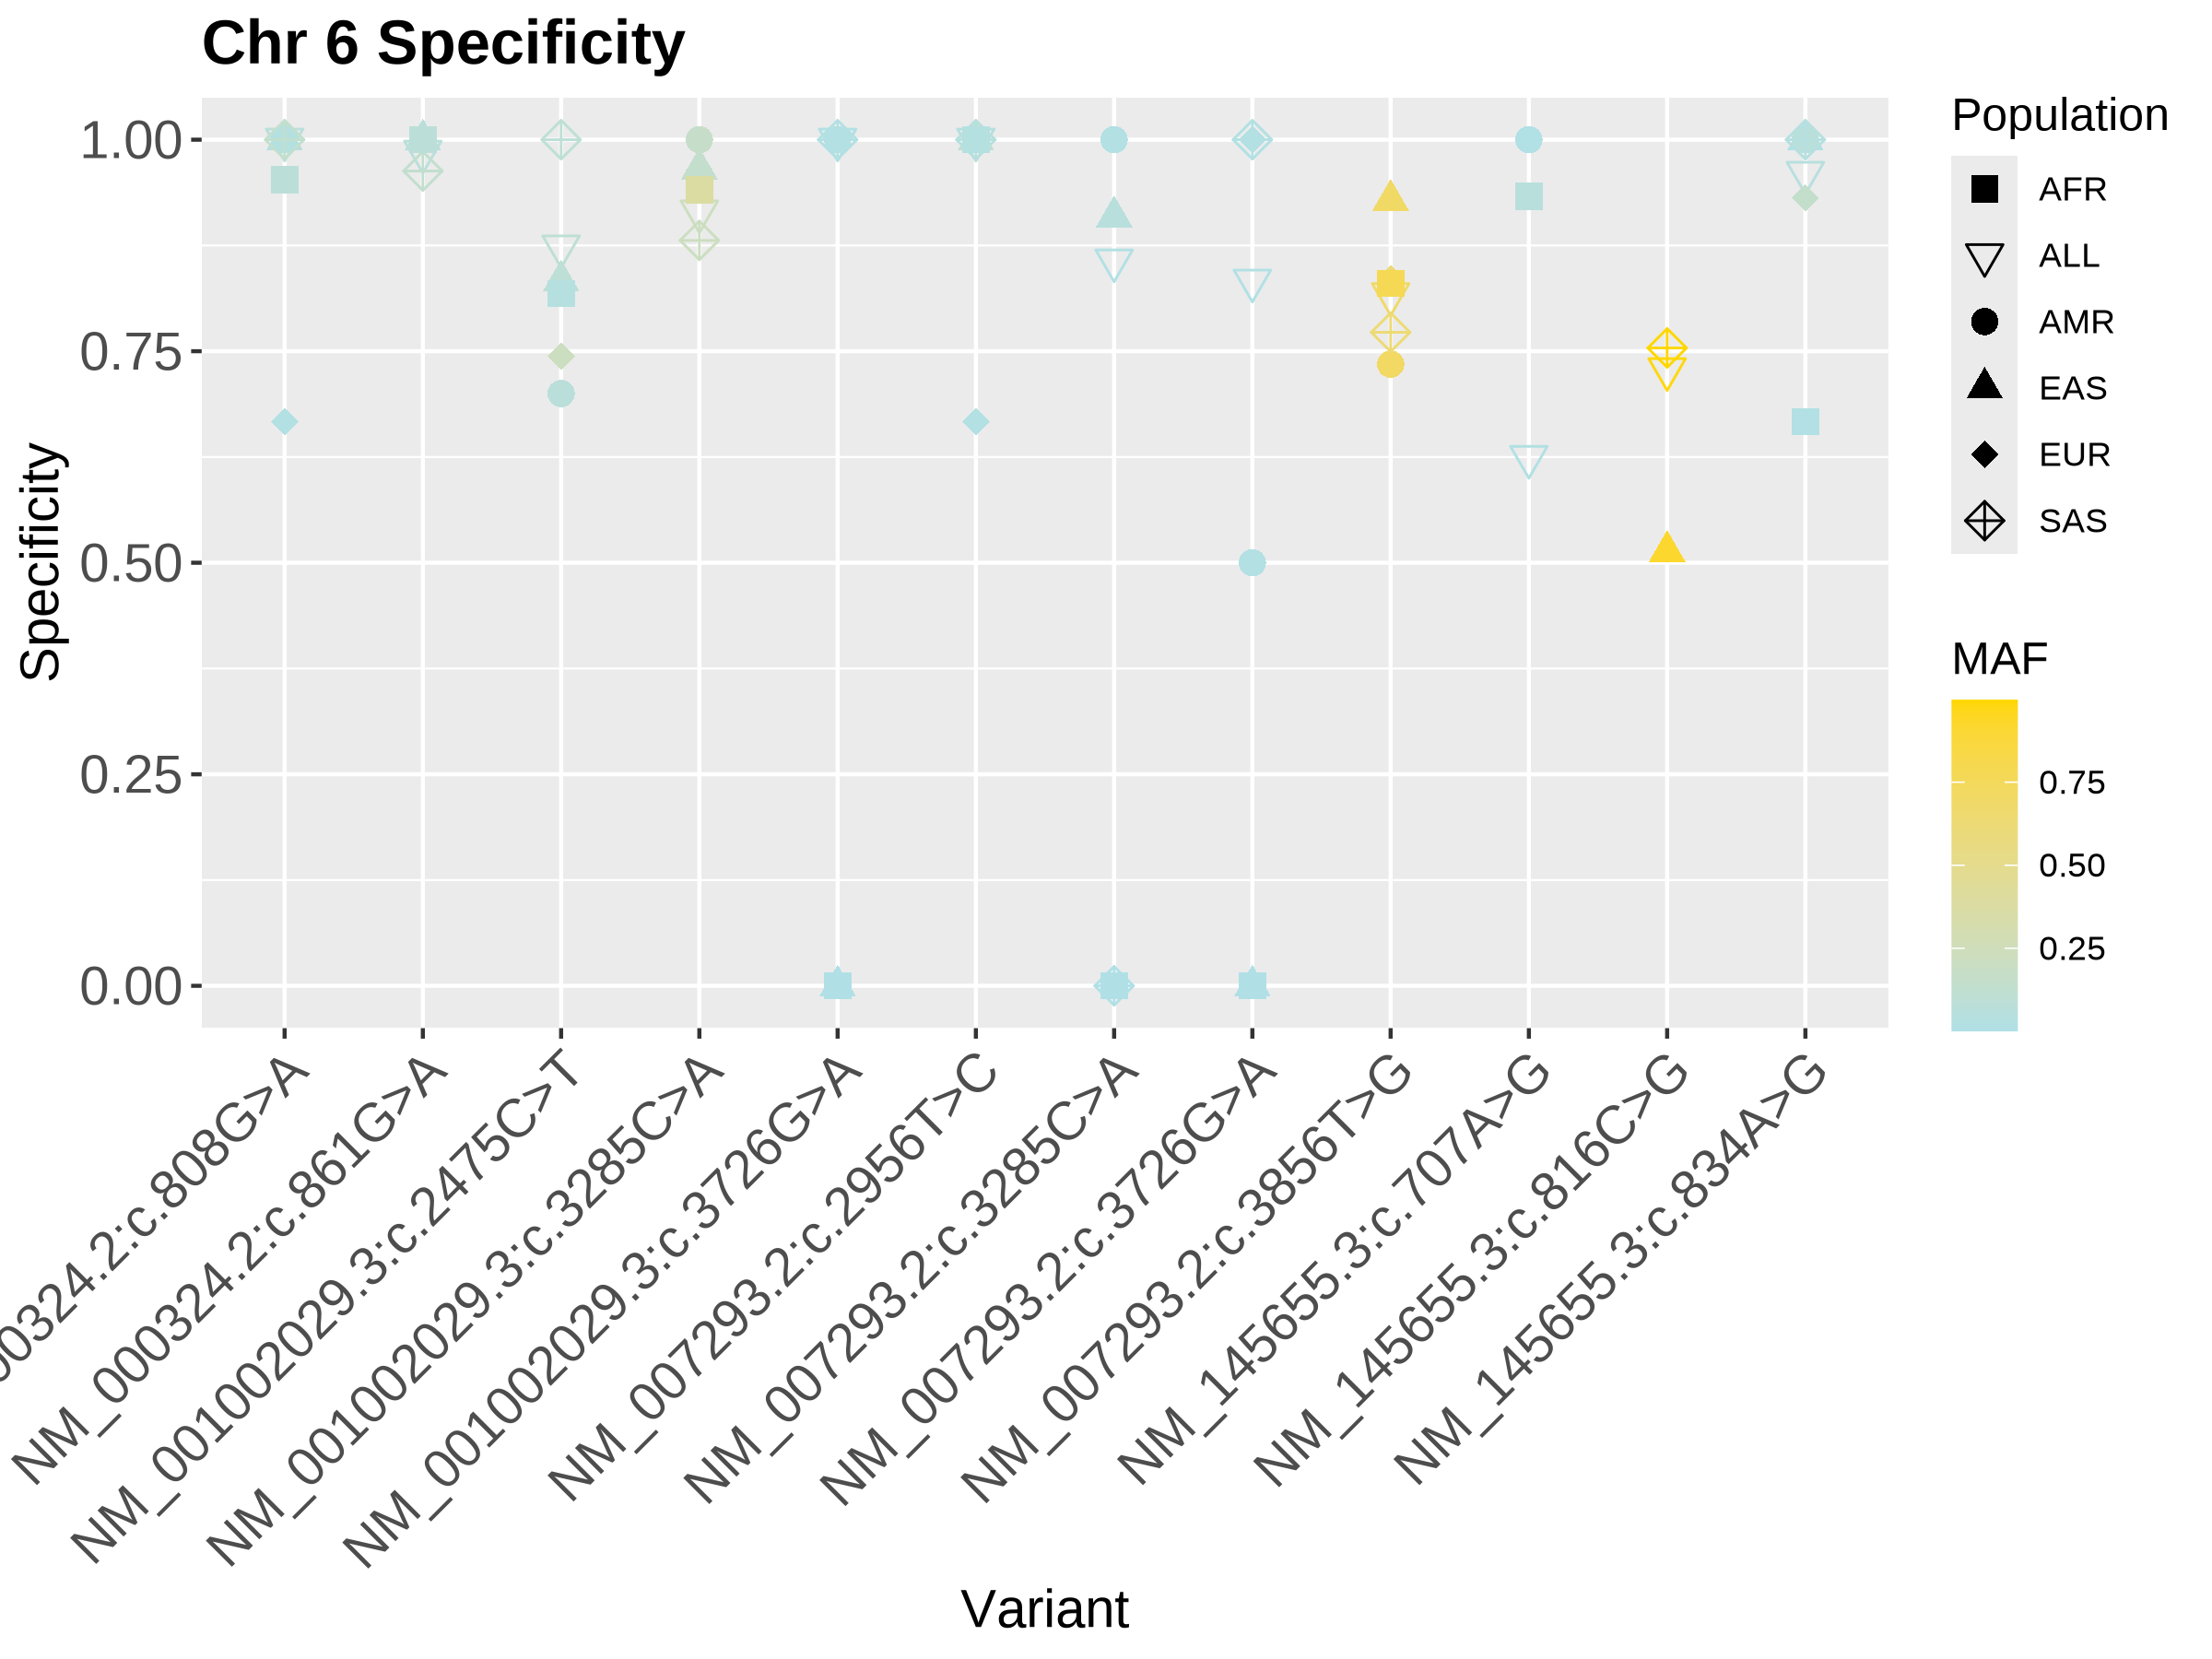 Chr 6 Specificity
Specificity
1.00
0.75
0.50
0.25
0.00
00324.2:c.808G>A
NM_000324.2:c.861G>A
NM_001002029.3:c.2475C>T
NM_001002029.3:c.3285C>A
NM_001002029.3:c.3726G>A
NM_007293.2:c.2956T>C
NM_007293.2:c.3285C>A
NM_007293.2:c.3726G>A
NM_007293.2:c.3856T>G
NM_145655.3:c.707A>G
NM_145655.3:c.816C>G
NM_145655.3:c.834A>G
Variant
Population
AFR
ALL
AMR
EAS
EUR
SAS
MAF
0.75
0.50
0.25